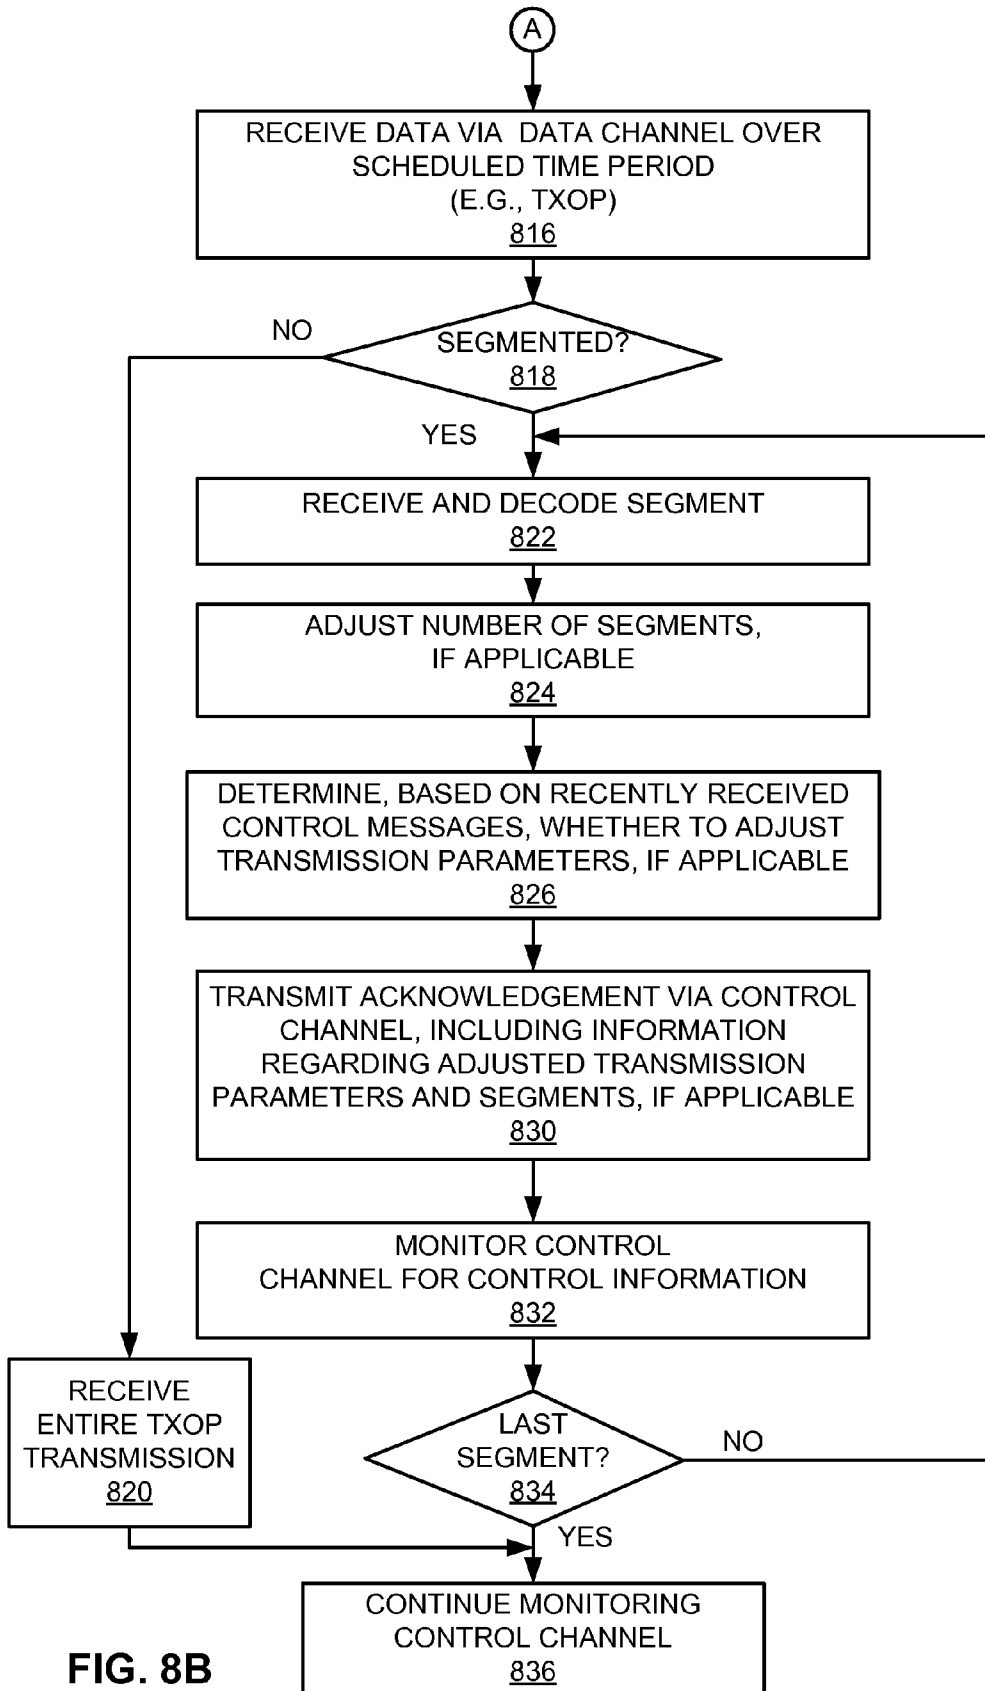 A
RECEIVE DATA VIA DATA CHANNEL OVER
SCHEDULED TIME PERIOD
(E.G., TXOP)
816
NO
SEGMENTED?
818
YES
RECEIVE AND DECODE SEGMENT
822
ADJUST NUMBER OF SEGMENTS,
IF APPLICABLE
824
DETERMINE, BASED ON RECENTLY RECEIVED
CONTROL MESSAGES, WHETHER TO ADJUST
TRANSMISSION PARAMETERS, IF APPLICABLE
826
TRANSMIT ACKNOWLEDGEMENT VIA CONTROL
CHANNEL, INCLUDING INFORMATION
REGARDING ADJUSTED TRANSMISSION
PARAMETERS AND SEGMENTS, IF APPLICABLE
830
MONITOR CONTROL
CHANNEL FOR CONTROL INFORMATION
832
RECEIVE
ENTIRE TXOP
TRANSMISSION
820
LAST
SEGMENT?
834
NO
YES
CONTINUE MONITORING
CONTROL CHANNEL
836
FIG. 8B